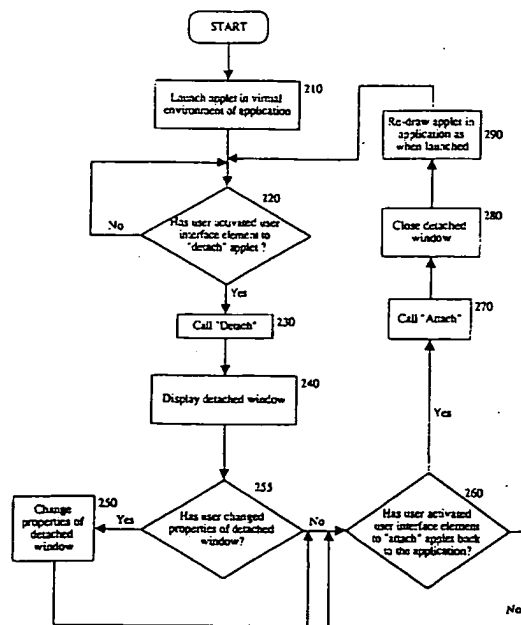 START
210
Launch applet in virtual
environment of application
220
Has user activated user
interface element to
"detach" applet ?
No
Yes
230
Call "Detach"
240
Display detached window
255
Has user changed
properties of detached
window?
Yes
No
250
Change
properties of
detached
window
260
Has user activated
user interface element
to "attach" applet back
to the application?
Yes
No
270
Call "Attach"
280
Close detached
window
290
Re-draw applet in
application as
when launched